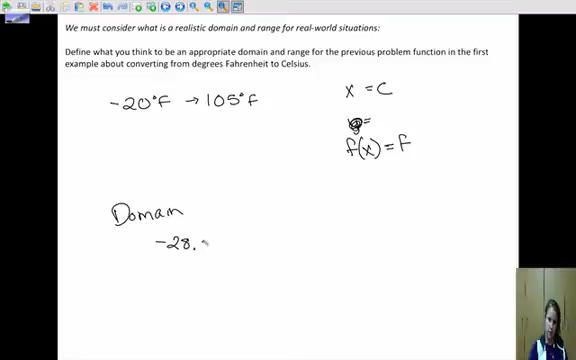 We must consider what is a realistic domain and range for real-world situations:
Define what you think to be an appropriate domain and range for the previous problem function in the first
example about converting from degrees Fahrenheit to Celsius.
-20°F → 105°F
x = C
=
f(x) = F
Domain
-28.